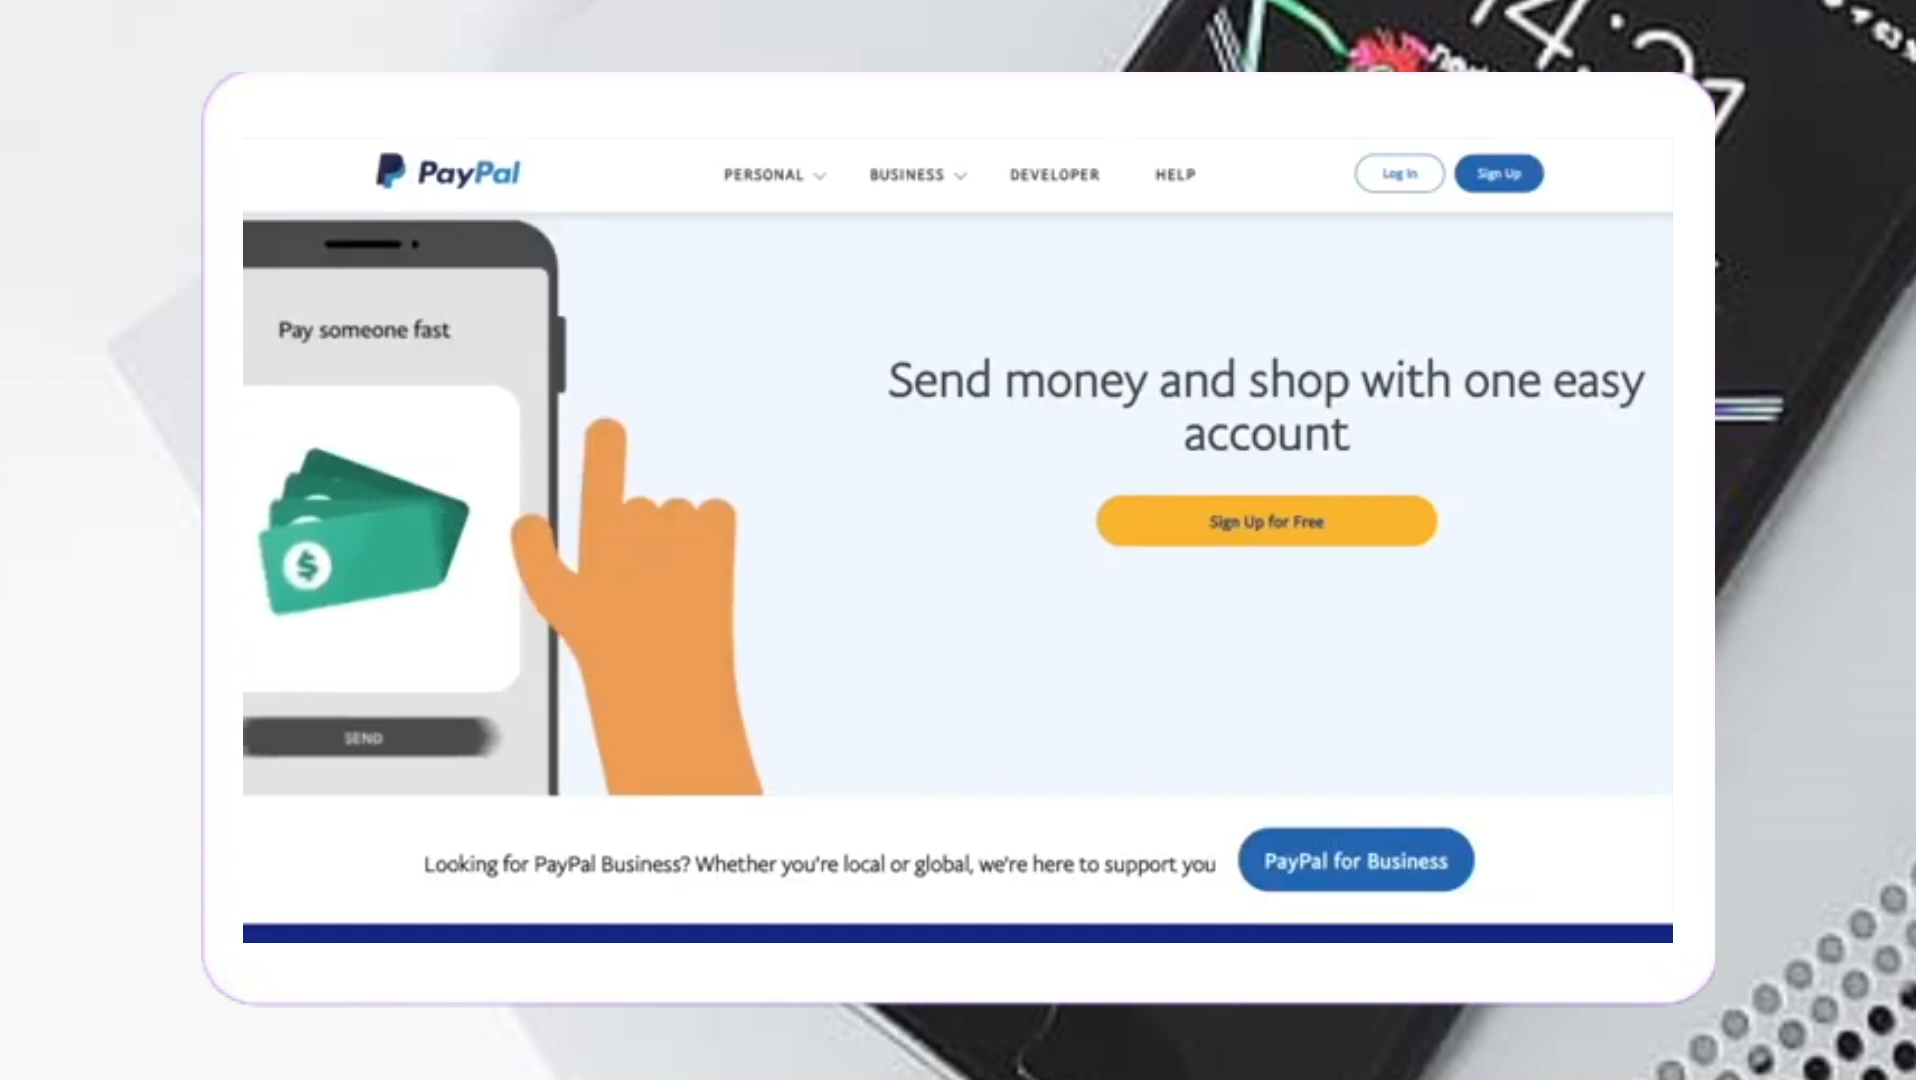 PayPal
PERSONAL
BUSINESS
DEVELOPER
HELP
Log In
Sign Up
Pay someone fast
Send money and shop with one easy
account
Sign Up for Free
SEND
Looking for PayPal Business? Whether you're local or global, we're here to support you
PayPal for Business